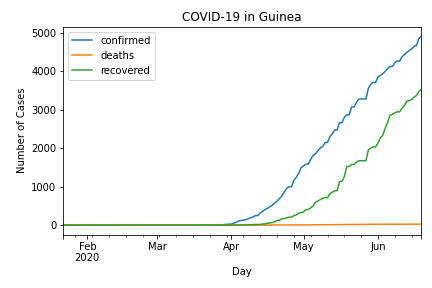 COVID-19 in Guinea
confirmed
deaths
recovered
Number of Cases
5000
4000
3000
2000
1000
0
Feb
2020
Mar
Apr
May
Jun
Day